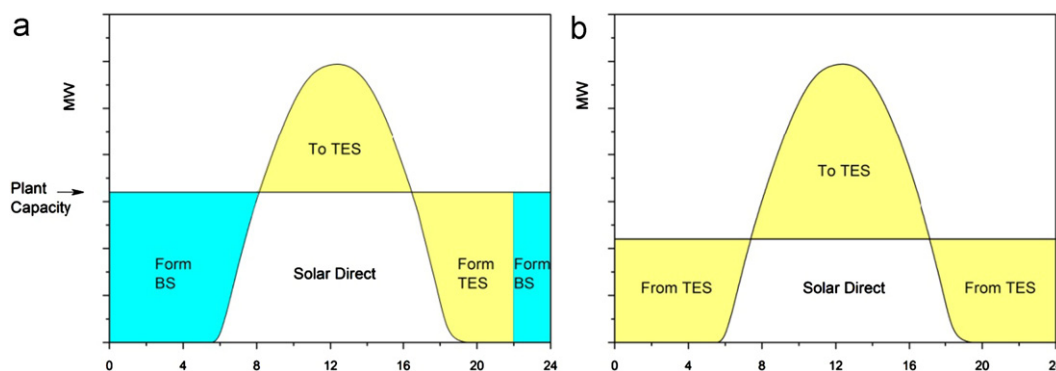 a
MW
Plant
Capacity
To TES
Form
BS
Solar Direct
Form
TES
Form
BS
0 4 8 12 16 20 24
b
MW
To TES
From TES
Solar Direct
From TES
0 4 8 12 16 20 24